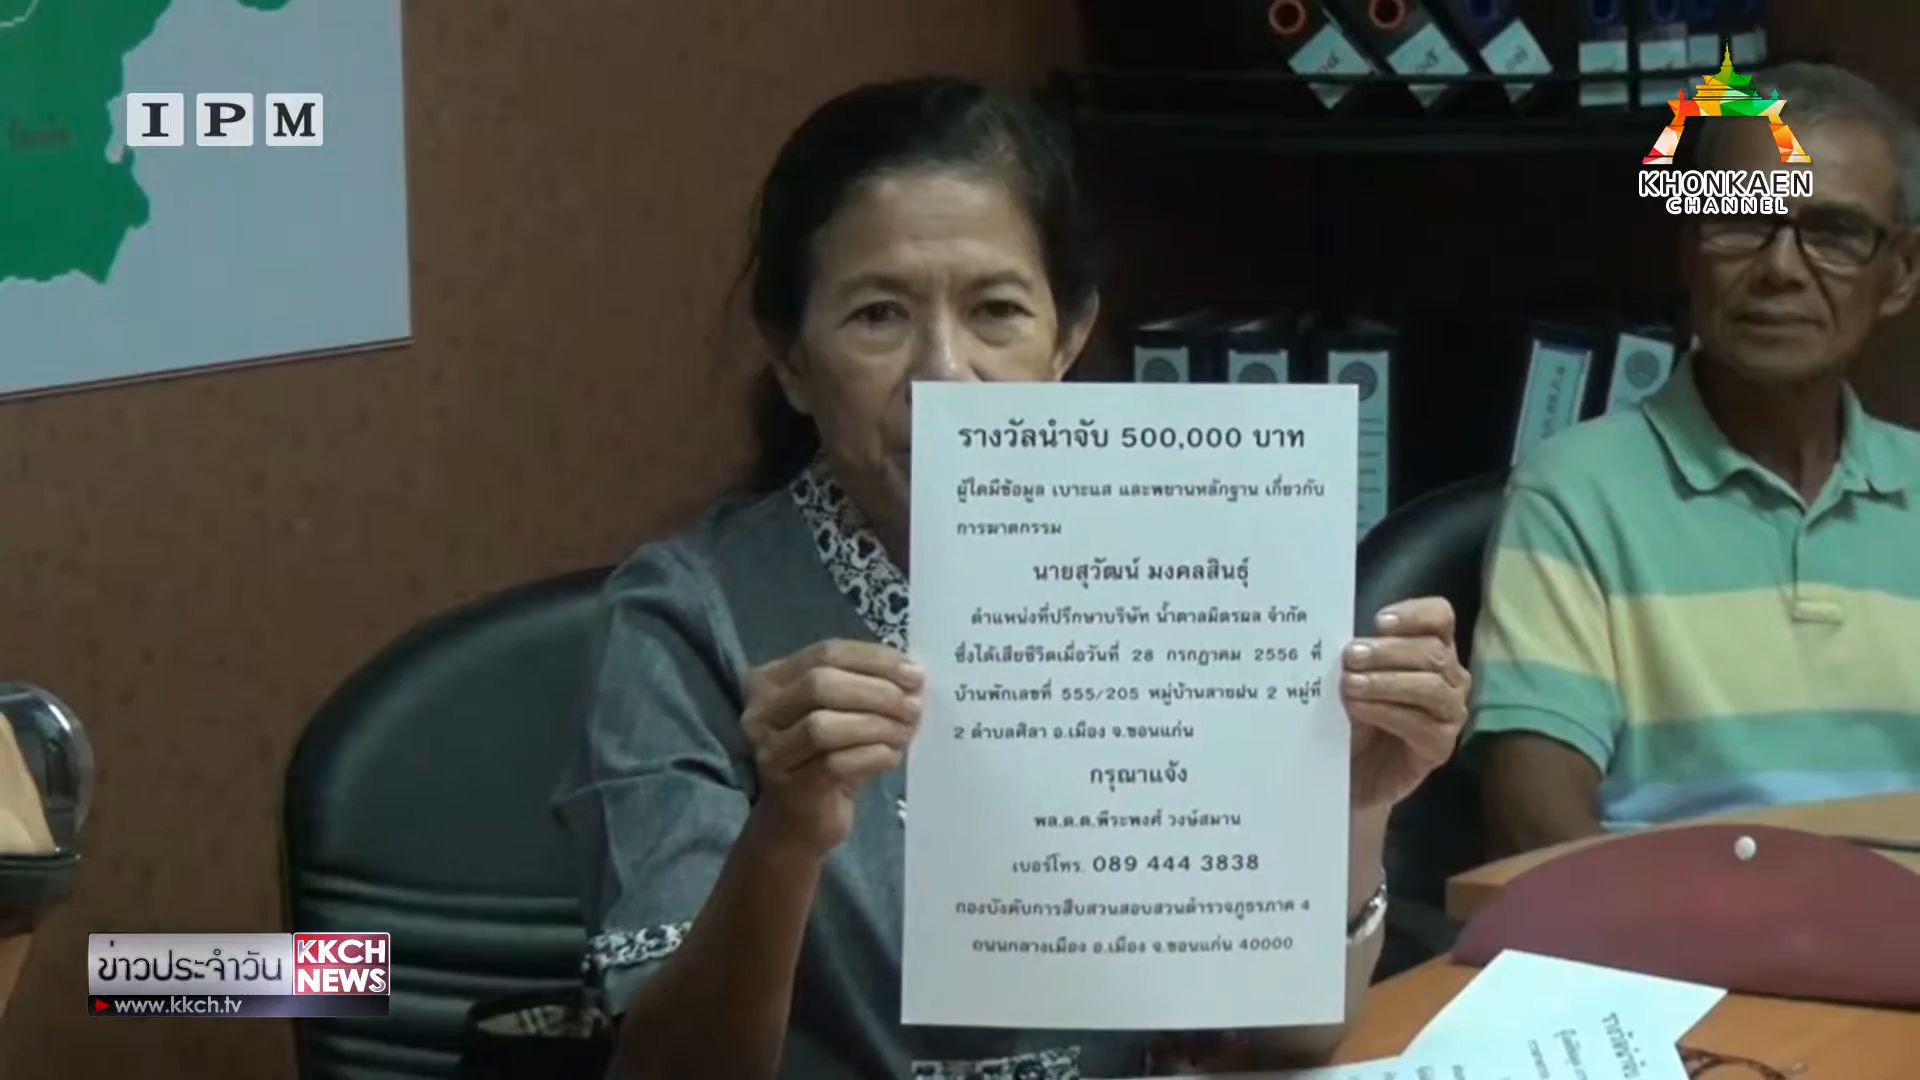 IPM
KHONKAEN
CHANNEL
รางวัลนำจับ 500,000 บาท
ผู้ใดมีข้อมูล เบาะแส และพยานหลักฐาน เกี่ยวกับ
การฆาตกรรม
นายสุวัฒน์ มงคลสินธุ์
ตำแหน่งที่ปรึกษาบริษัท น้ำตาลมิตรผล จำกัด
ซึ่งได้เสียชีวิตเมื่อวันที่ 28 กรกฎาคม 2556 ที่
บ้านพักเลขที่ 555/205 หมู่บ้านสายฝน 2 หมู่ที่
2 ตำบลศิลา อ.เมือง จ.ขอนแก่น
กรุณาแจ้ง
พล.ต.ต.พีระพงศ์ วงษ์สมาน
เบอร์โทร. 089 444 3838
กองบังคับการสืบสวนสอบสวนตำรวจภูธรภาค 4
ถนนกลางเมือง อ.เมือง จ.ขอนแก่น 40000
ข่าวประจำวัน
KKCH
NEWS
www.kkch.tv